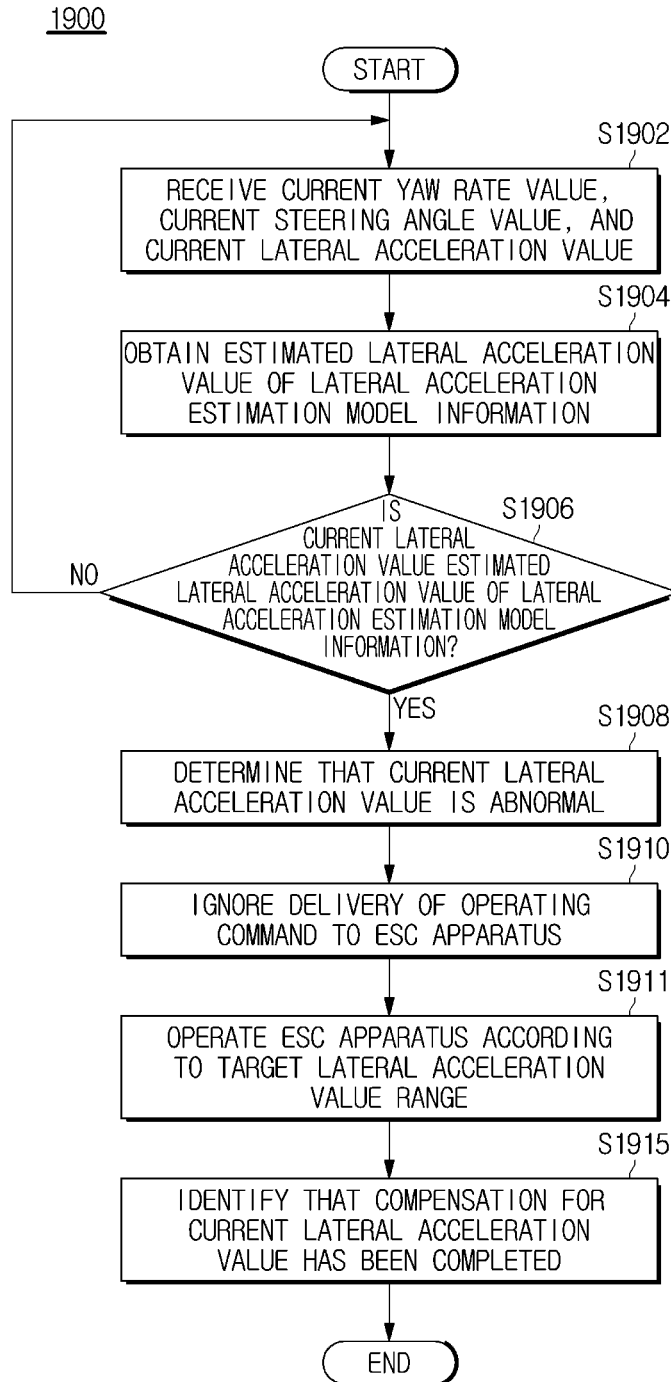 1900
START
S1902
RECEIVE CURRENT YAW RATE VALUE,
CURRENT STEERING ANGLE VALUE, AND
CURRENT LATERAL ACCELERATION VALUE
S1904
OBTAIN ESTIMATED LATERAL ACCELERATION
VALUE OF LATERAL ACCELERATION
ESTIMATION MODEL INFORMATION
S1906
IS
CURRENT LATERAL
ACCELERATION VALUE ESTIMATED
LATERAL ACCELERATION VALUE OF LATERAL
ACCELERATION ESTIMATION MODEL
INFORMATION?
NO
YES
S1908
DETERMINE THAT CURRENT LATERAL
ACCELERATION VALUE IS ABNORMAL
S1910
IGNORE DELIVERY OF OPERATING
COMMAND TO ESC APPARATUS
S1911
OPERATE ESC APPARATUS ACCORDING
TO TARGET LATERAL ACCELERATION
VALUE RANGE
S1915
IDENTIFY THAT COMPENSATION FOR
CURRENT LATERAL ACCELERATION
VALUE HAS BEEN COMPLETED
END